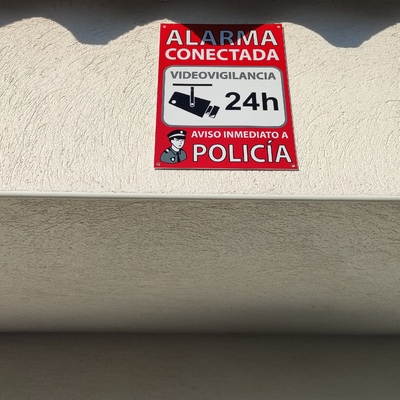 ALARMA
CONECTADA
VIDEOVIGILANCIA
24h
AVISO INMEDIATO A
POLICÍA